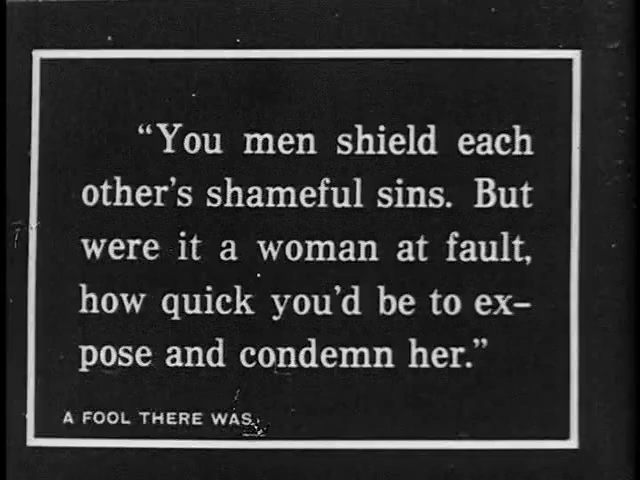 “You men shield each
other’s shameful sins. But
were it a woman at fault,
how quick you’d be to ex-
pose and condemn her.”
A FOOL THERE WAS